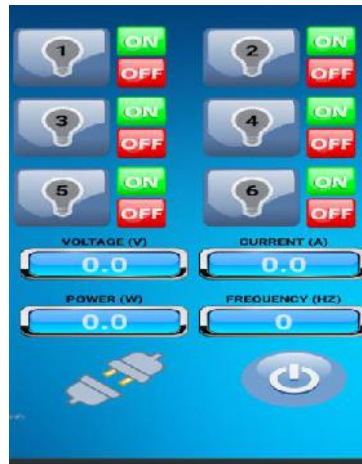 1 ON 2 ON
OFF OFF
3 ON 4 ON
OFF OFF
5 ON 6 ON
OFF OFF
VOLTAGE (V) CURRENT (A)
0.0 0.0
POWER (W) FREQUENCY (HZ)
0.0 0